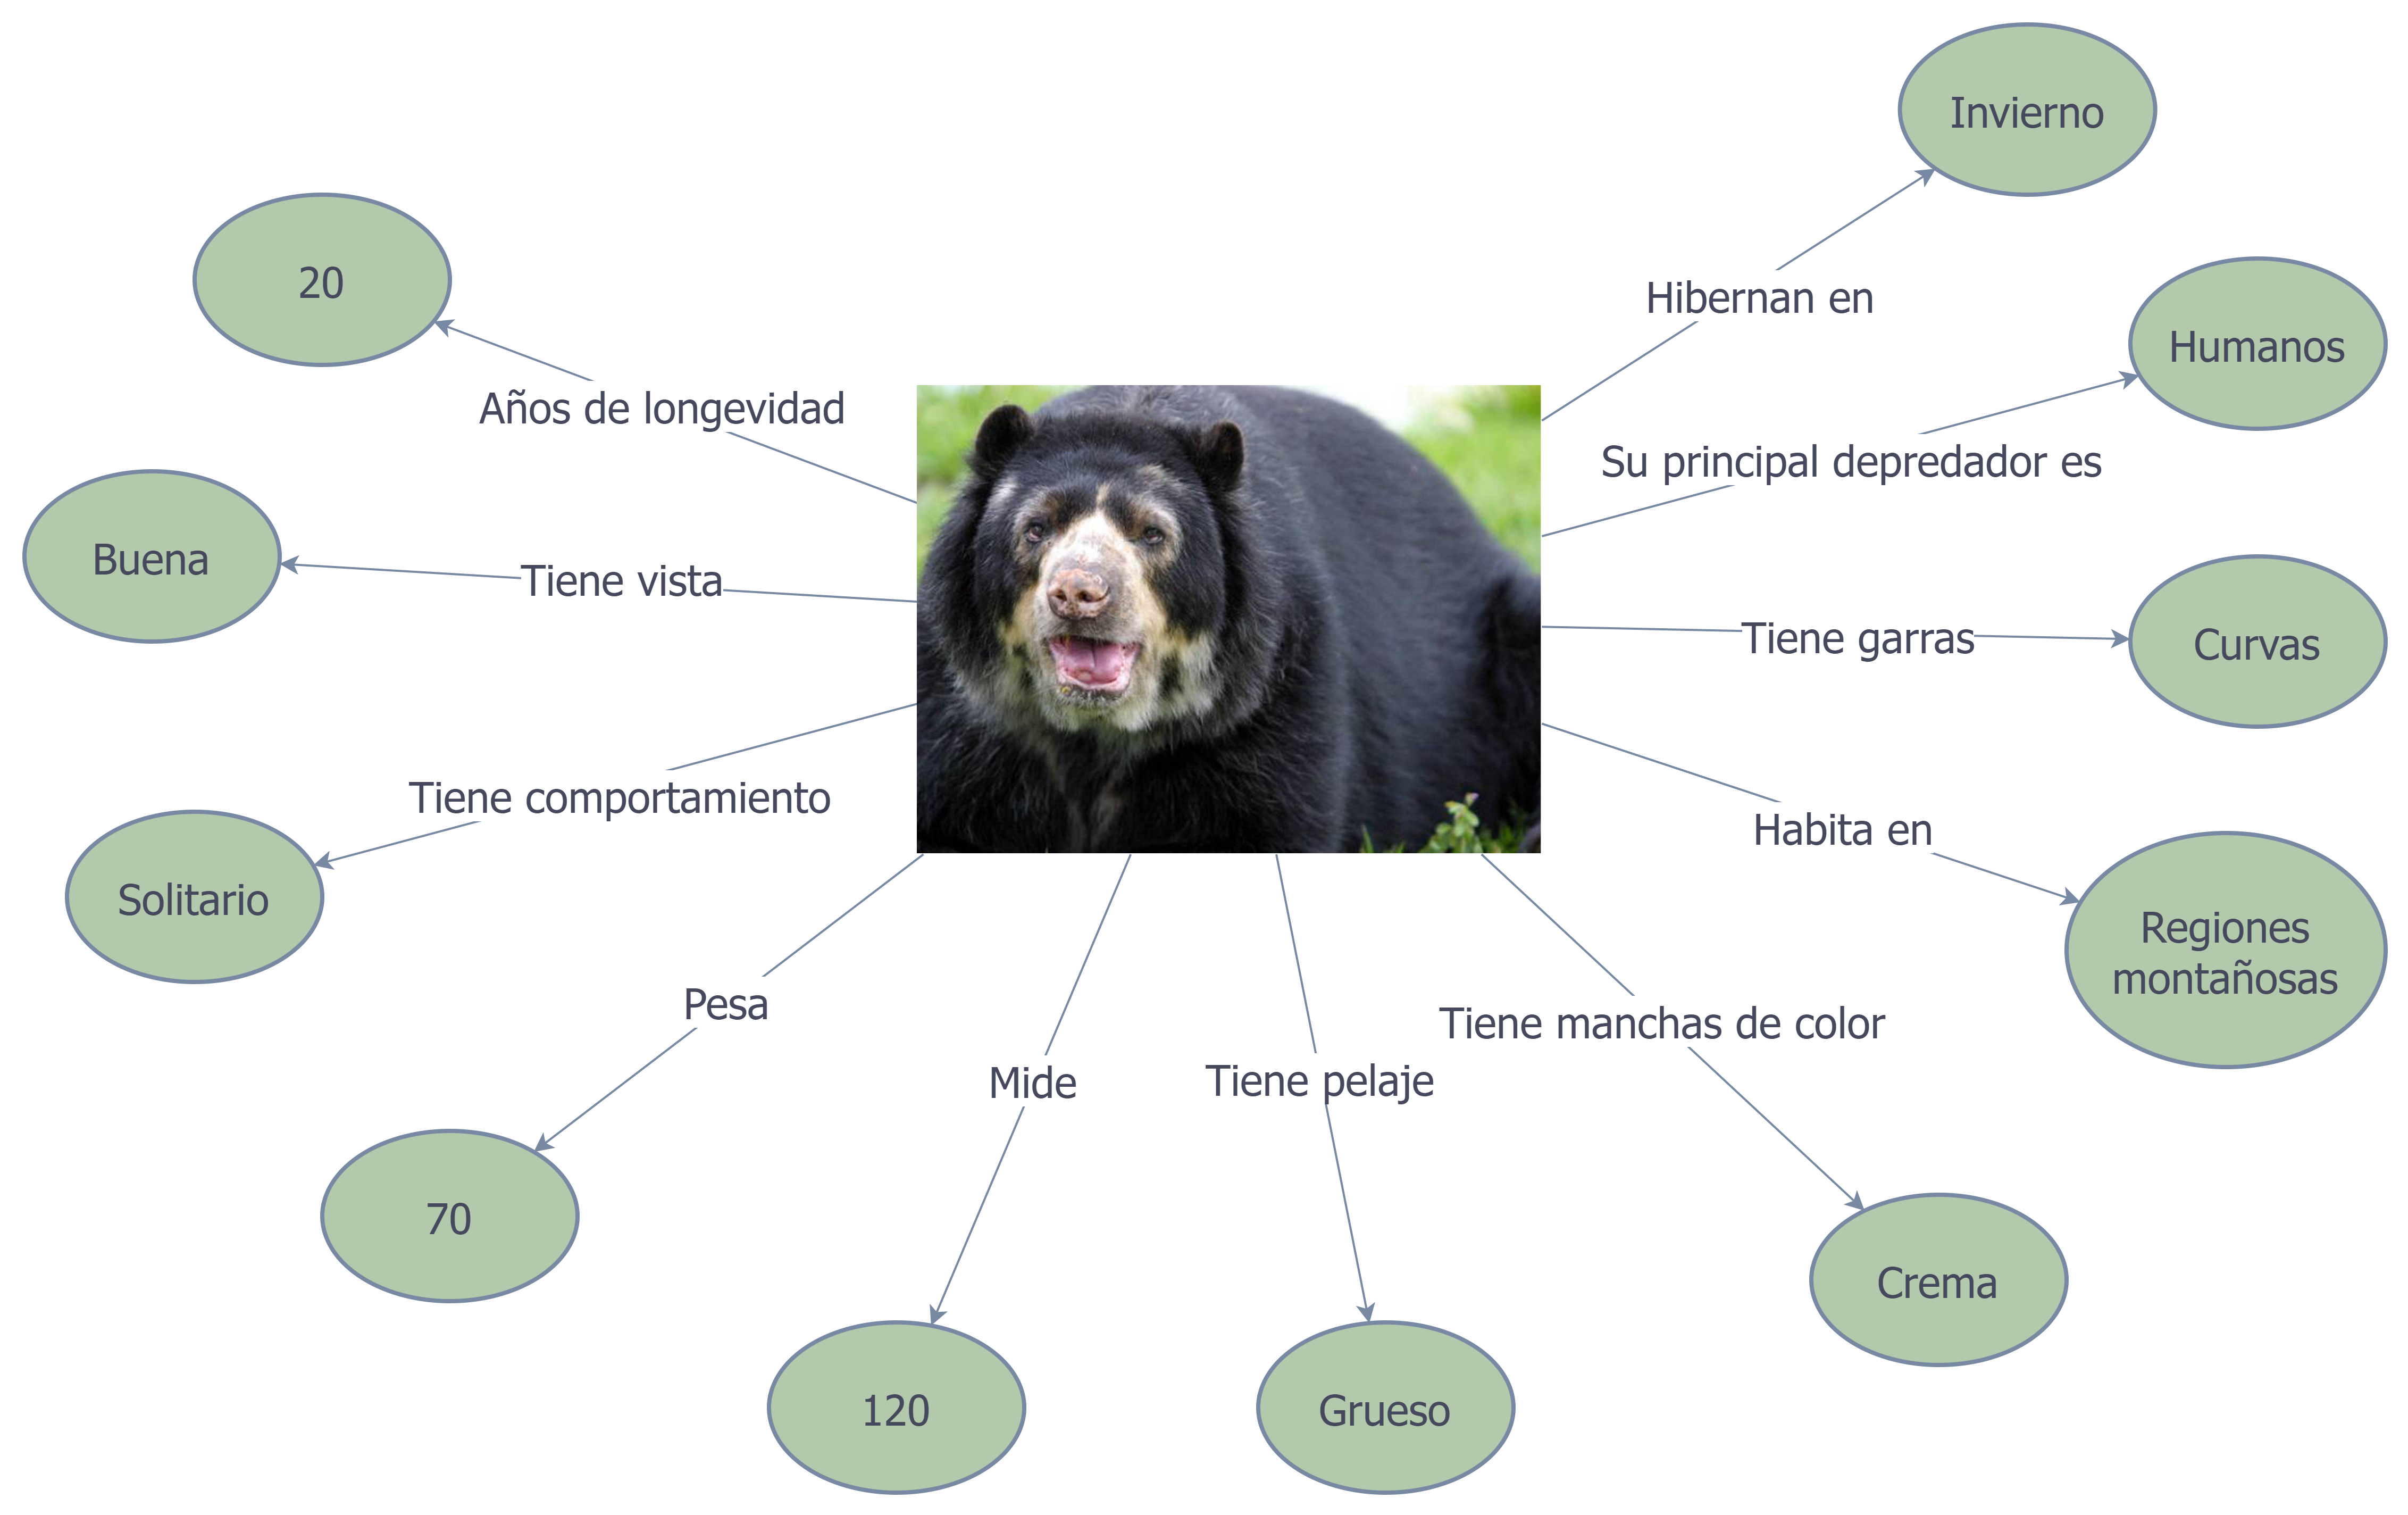 Invierno
20
Hibernan en
Humanos
Años de longevidad
Su principal depredador es
Buena
Tiene vista
Tiene garras
Curvas
Tiene comportamiento
Habita en
Solitario
Regiones
montañosas
Pesa
Tiene manchas de color
Mide
Tiene pelaje
70
Crema
120
Grueso